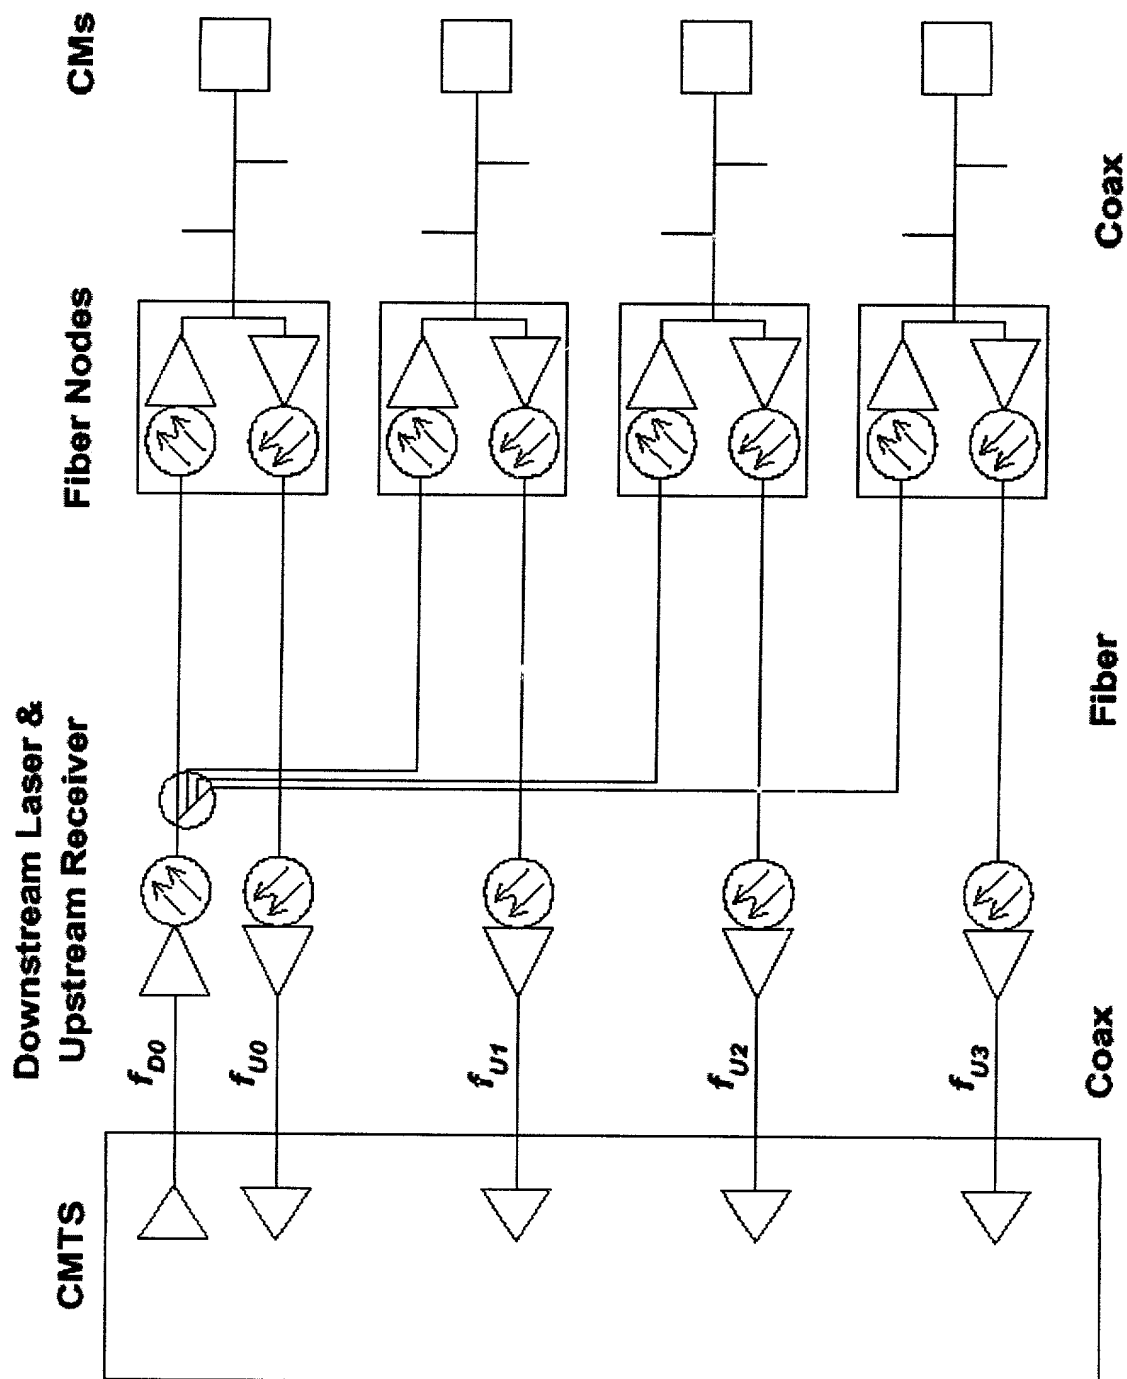 CMs
Coax
Fiber Nodes
Fiber
Downstream Laser &
Upstream Receiver
f_D0
f_U0
f_U1
f_U2
f_U3
Coax
CMTS